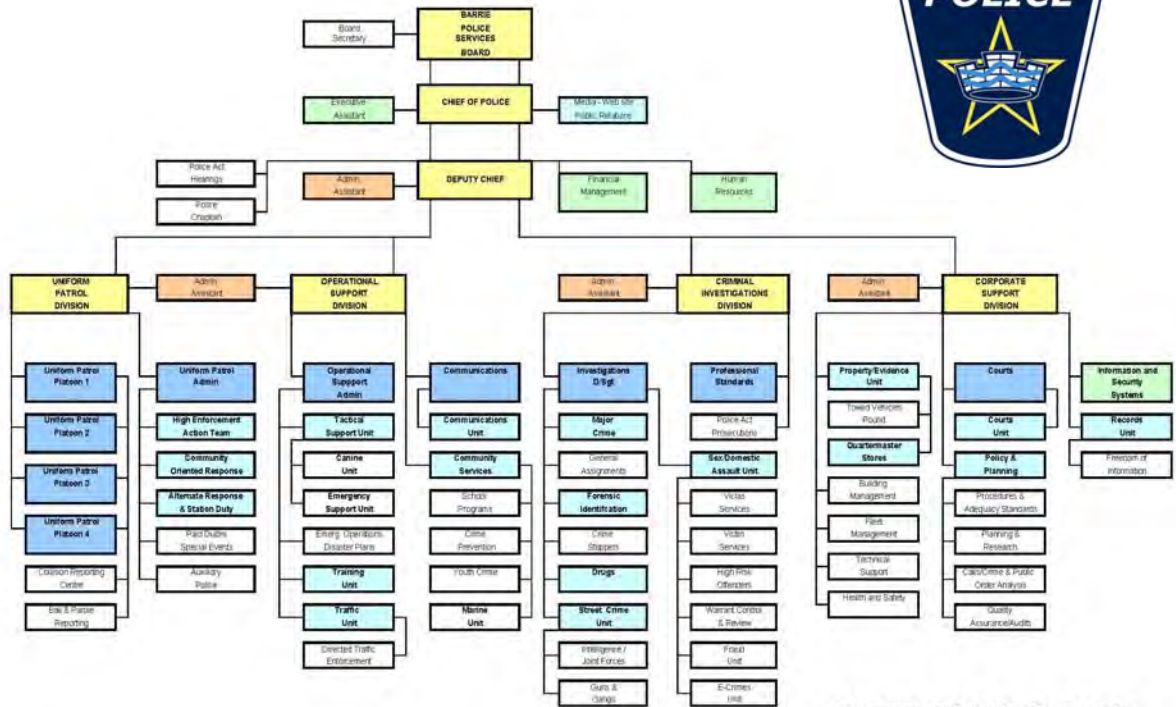 POLICE
BARRIE
POLICE
SERVICES
BOARD
Board
Secretary
CHIEF OF POLICE
Executive
Assistant
Media - Web site
Public Relations
Police Act
Hearings
Police
Chaplain
Admin
Assistant
DEPUTY CHIEF
Financial
Management
Human
Resources
UNIFORM
PATROL
DIVISION
Admin
Assistant
OPERATIONAL
SUPPORT
DIVISION
Admin
Assistant
CRIMINAL
INVESTIGATIONS
DIVISION
Admin
Assistant
CORPORATE
SUPPORT
DIVISION
Uniform Patrol
Platoon 1
Uniform Patrol
Platoon 2
Uniform Patrol
Platoon 3
Uniform Patrol
Platoon 4
Collision Reporting
Centre
Bail & Parole
Reporting
Uniform Patrol
Admin
High Enforcement
Action Team
Community
Oriented Response
Alternate Response
& Station Duty
Paid Duties
Special Events
Auxiliary
Police
Operational
Suppport
Admin
Tactical
Support Unit
Canine
Unit
Emergency
Support Unit
Emerg. Operations
Disaster Plans
Training
Unit
Traffic
Unit
Directed Traffic
Enforcement
Communications
Communications
Unit
Community
Services
School
Programs
Crime
Prevention
Youth Crime
Marine
Unit
Investigations
D/Sgt
Major
Crime
General
Assignments
Forensic
Identifcation
Crime
Stoppers
Drugs
Street Crime
Unit
Intelligence /
Joint Forces
Guns &
Gangs
Professional
Standards
Police Act
Prosecutions
Sex/Domestic
Assault Unit
Viclas
Services
Victim
Services
High Risk
Offenders
Warrant Control
& Review
Fraud
Unit
E-Crimes
Unit
Property/Evidence
Unit
Towed Vehicles
Pound
Quartermaster
Stores
Building
Management
Fleet
Management
Technical
Support
Health and Safety
Courts
Courts
Unit
Policy &
Planning
Procedures &
Adequacy Standards
Planning &
Research
Calls/Crime & Public
Order Analysis
Quality
Assurance/Audits
Information and
Security
Systems
Records
Unit
Freedom of
Information